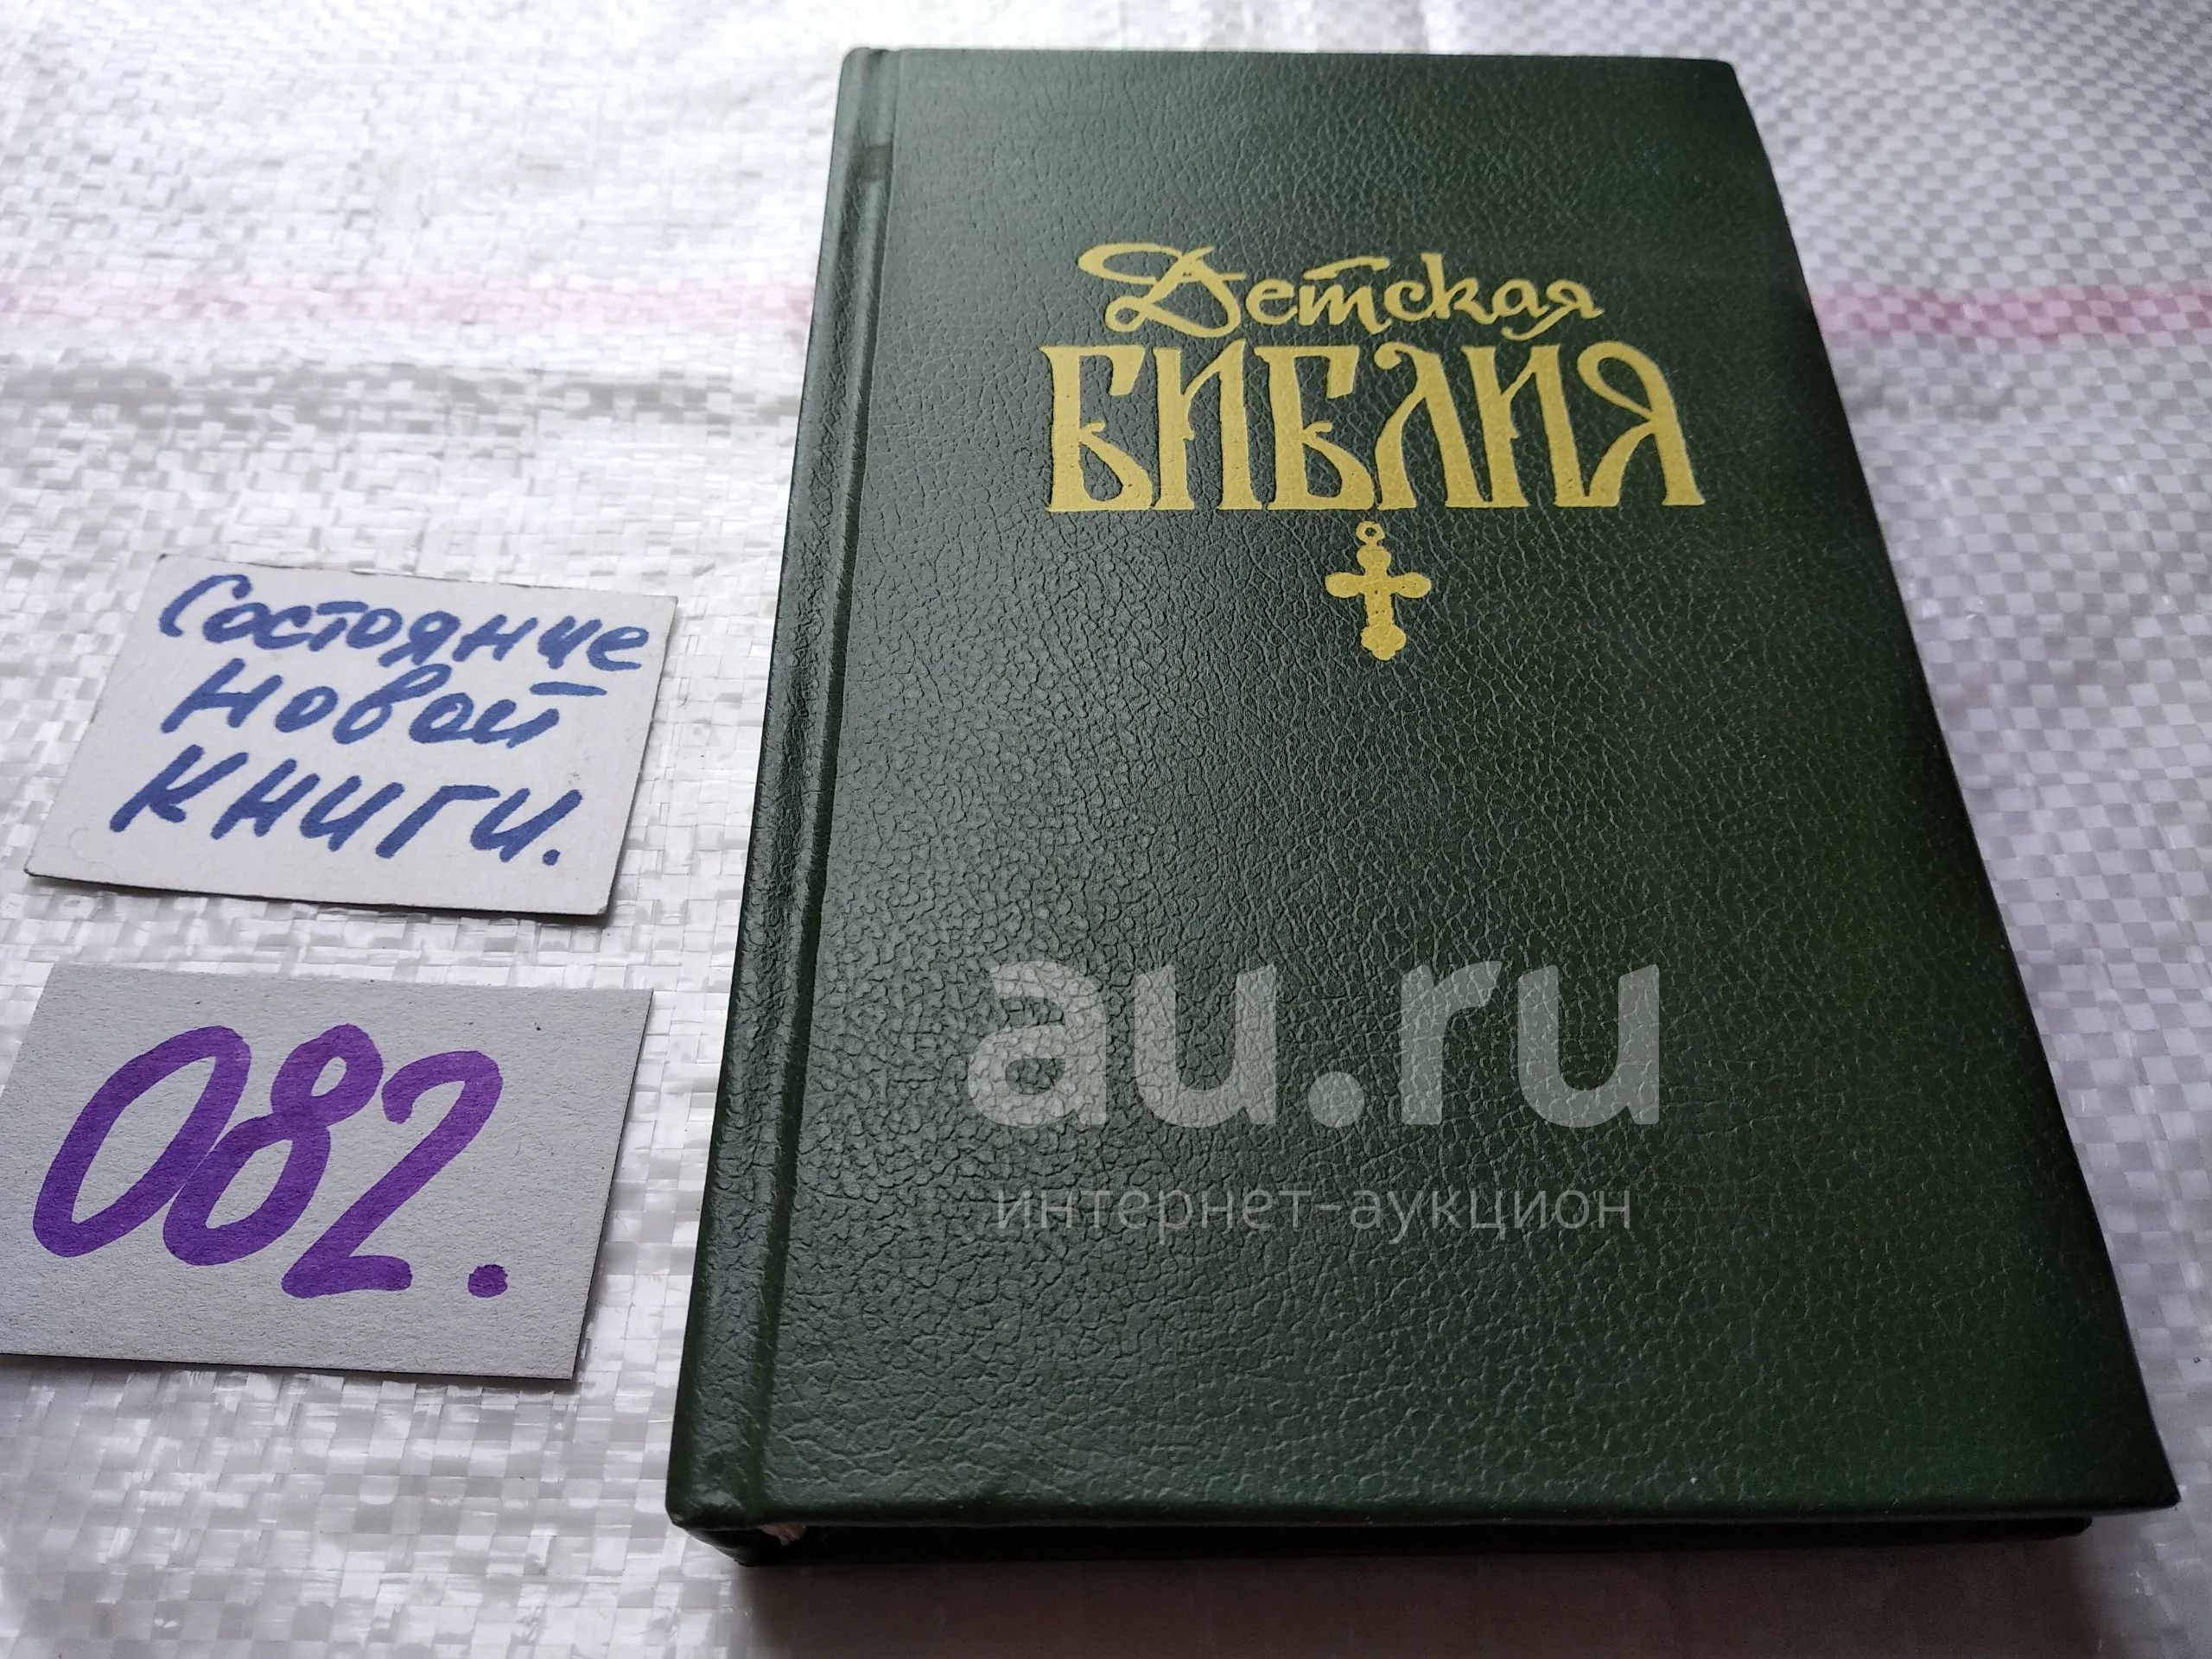 Детская
БИБЛИЯ
Состояние
новой
книги.
082.
au.ru
интернет-аукцион